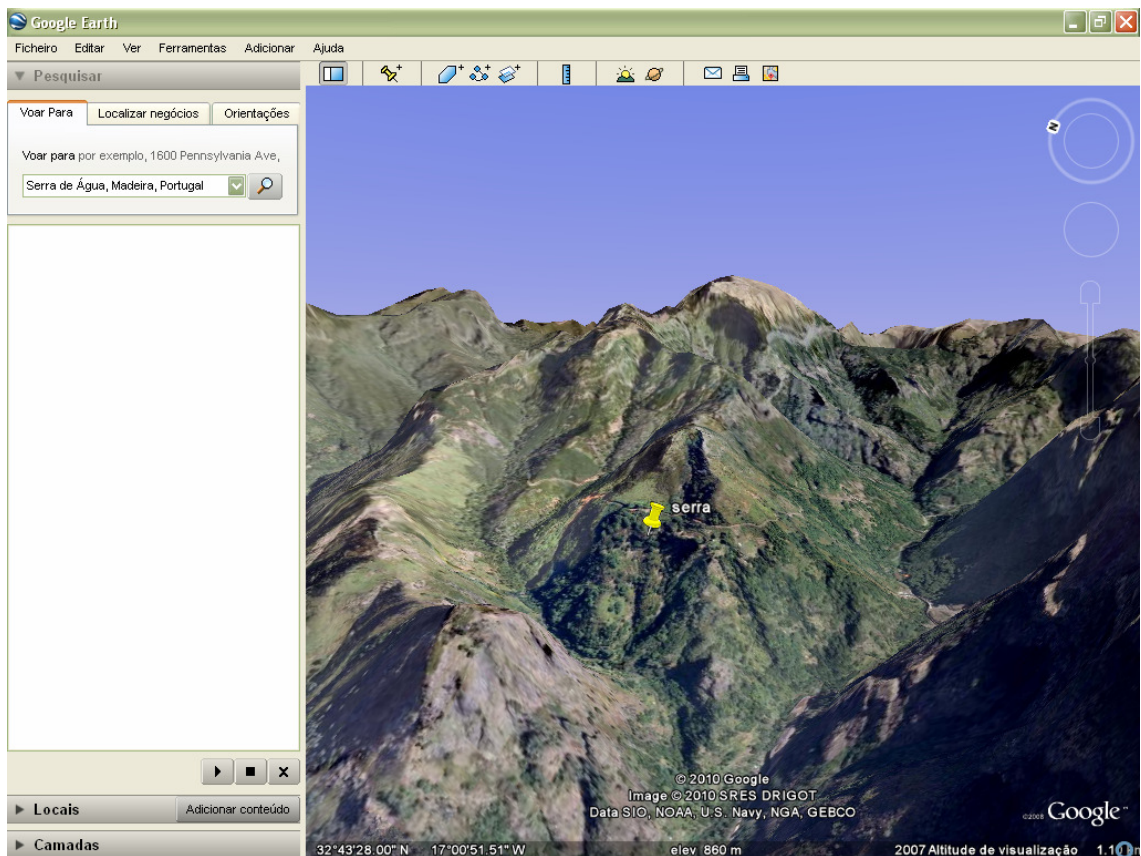 Google Earth
Ficheiro Editar Ver Ferramentas Adicionar Ajuda
Pesquisar
Voar Para Localizar negócios Orientações
Voar para por exemplo, 1600 Pennsylvania Ave,
Serra de Água, Madeira, Portugal
N
serra
© 2010 Google
Image © 2010 SRES DRIGOT
Data SIO, NOAA, U.S. Navy, NGA, GEBCO
©2008 Google™
Locais Adicionar conteúdo
Camadas
32°43'28.00" N 17°00'51.51" W elev 860 m 2007 Altitude de visualização